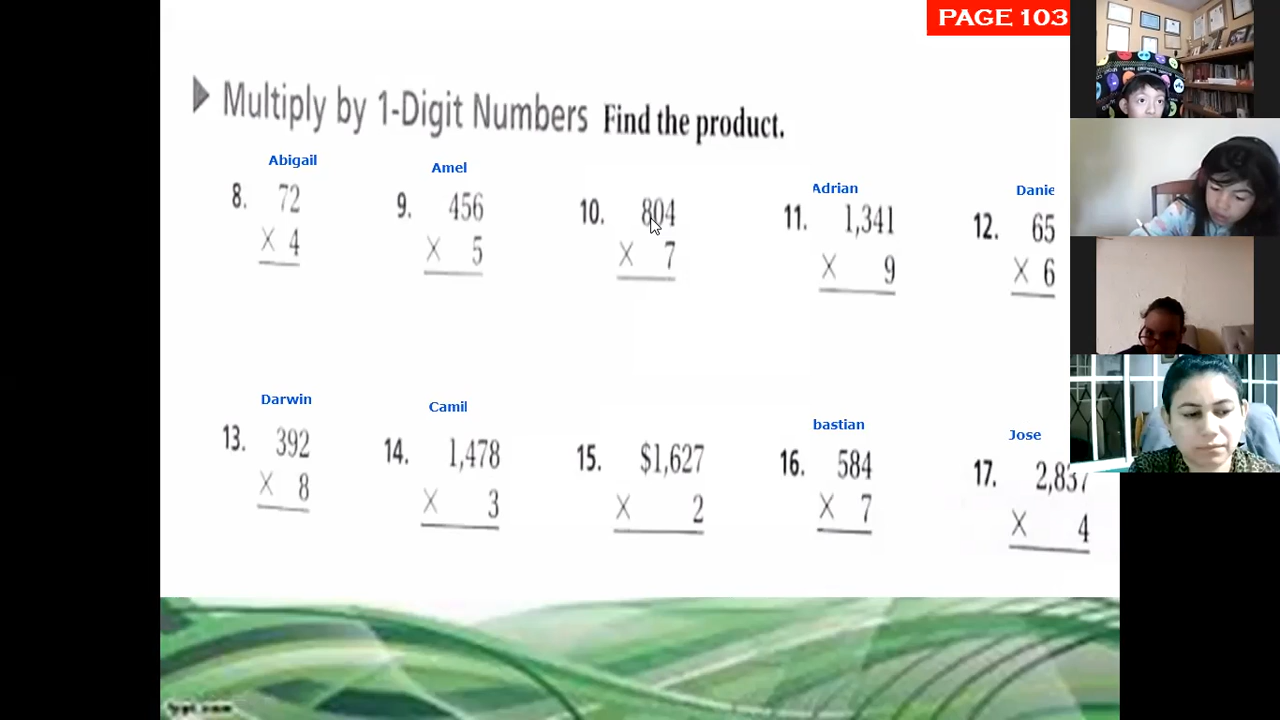 PAGE 103
Multiply by 1-Digit Numbers Find the product.
Abigail
8. 72
X 4
Amel
9. 456
X 5
10. 804
X 7
Adrian
11. 1,341
X 9
Danie
12. 65
X 6
Darwin
13. 392
X 8
Camil
14. 1,478
X 3
15. $1,627
X 2
bastian
16. 584
X 7
Jose
17. 2,837
X 4